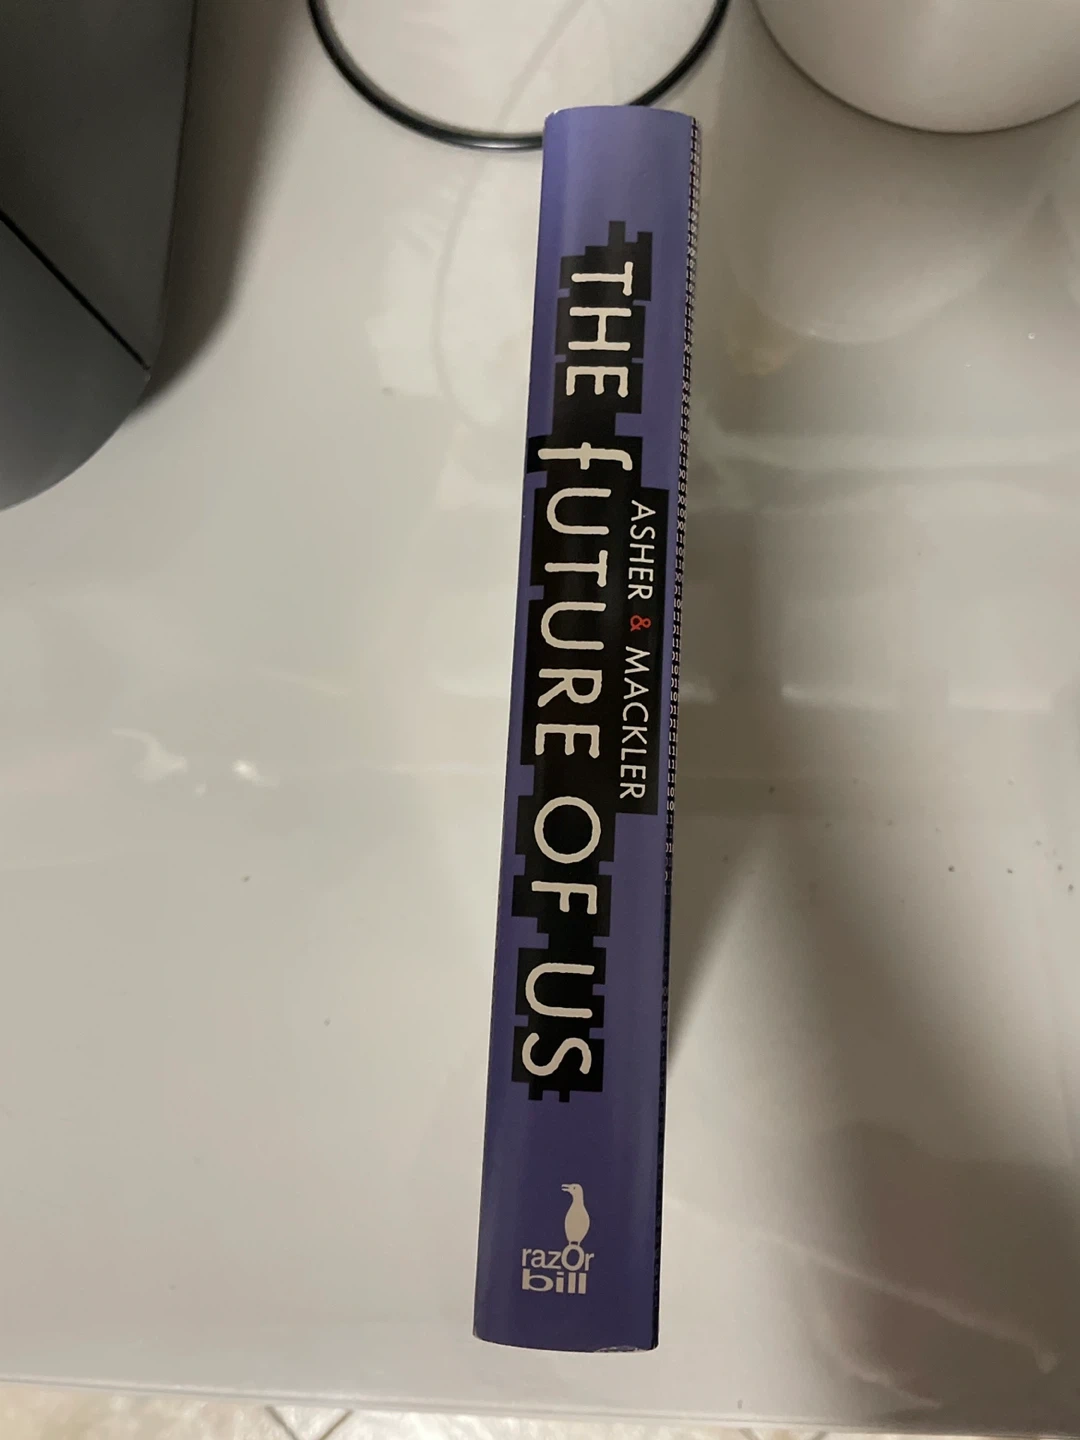 THE fUTURE OF US
ASHER & MACKLER
razOr
bill